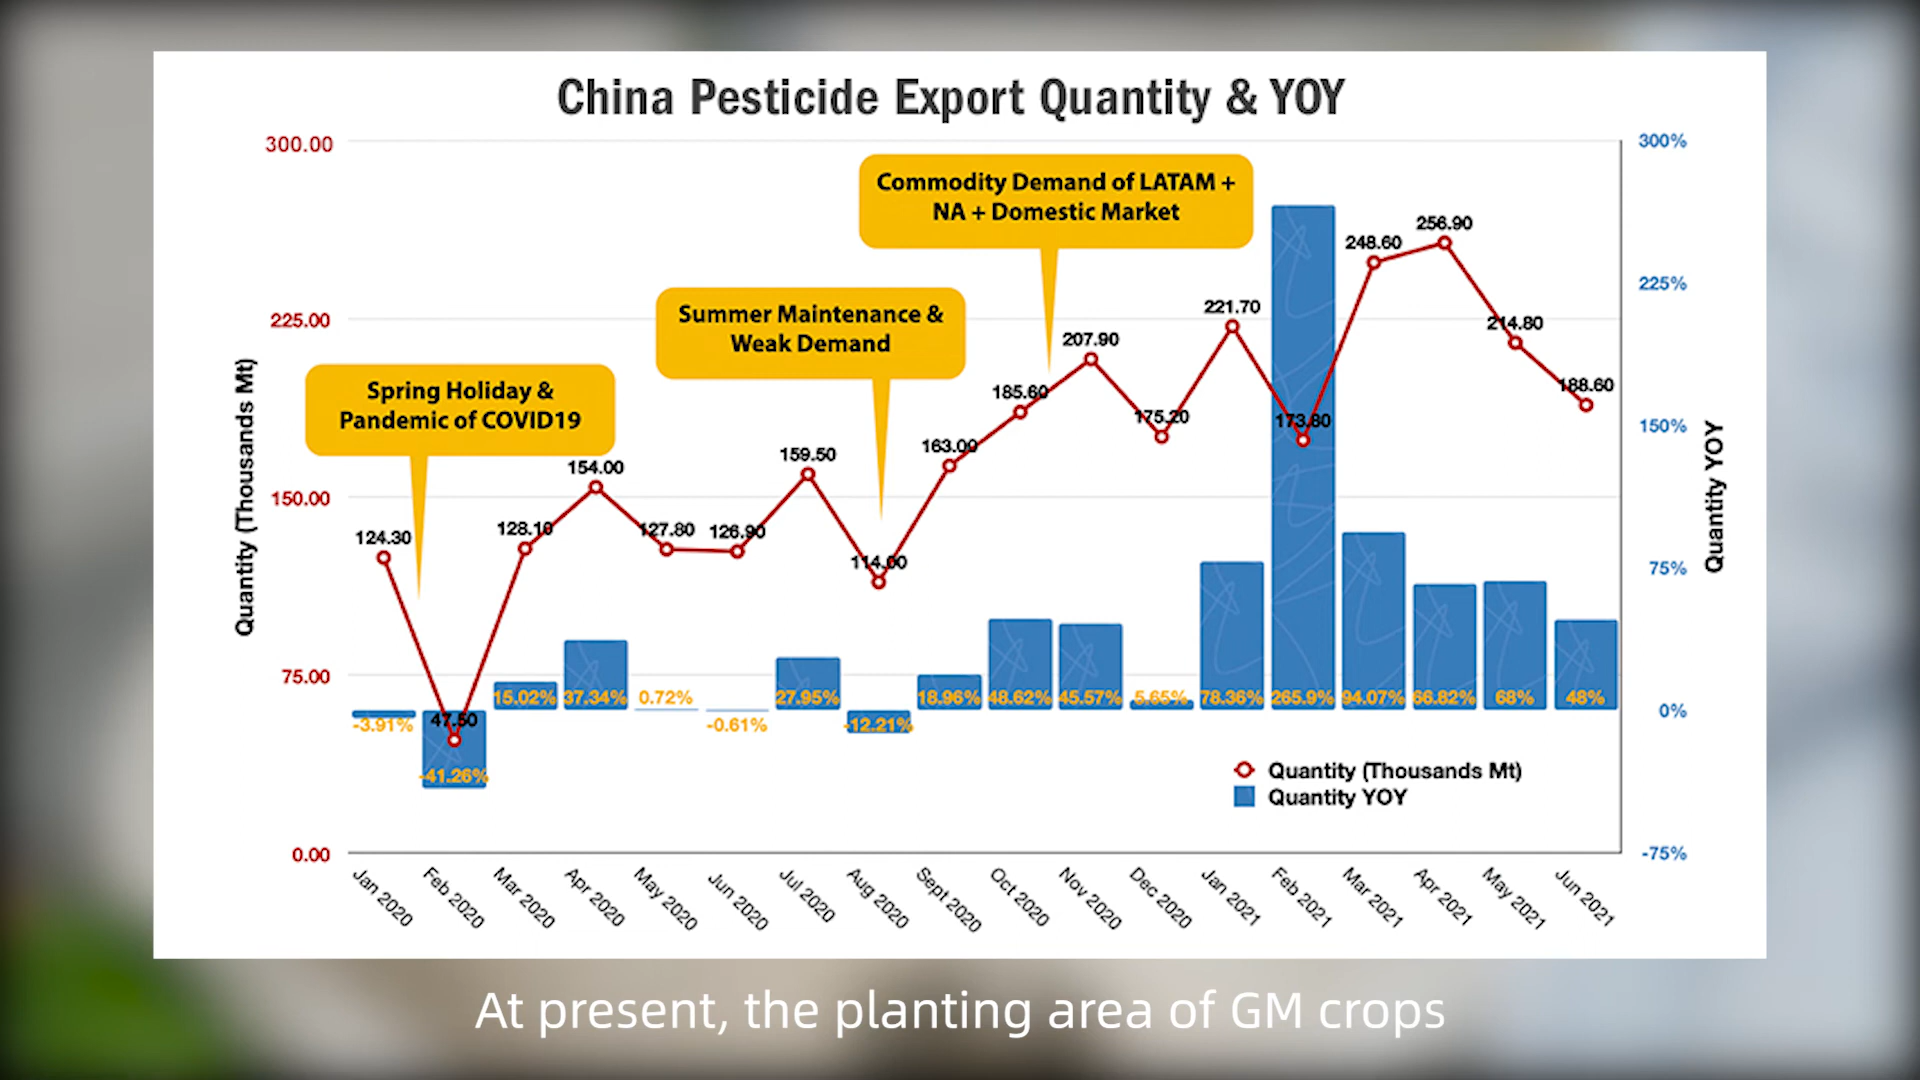 China Pesticide Export Quantity & YOY
300.00
225.00
150.00
75.00
0.00
Quantity (Thousands Mt)
300%
225%
150%
75%
0%
-75%
Quantity YOY
Spring Holiday &
Pandemic of COVID19
Summer Maintenance &
Weak Demand
Commodity Demand of LATAM +
NA + Domestic Market
124.30
47.50
128.10
154.00
127.80
126.90
159.50
114.00
163.00
185.60
207.90
175.20
221.70
173.80
248.60
256.90
214.80
188.60
-3.91%
-41.26%
15.02%
37.34%
0.72%
-0.61%
27.95%
-12.21%
18.96%
48.62%
45.57%
5.65%
78.36%
265.9%
94.07%
66.82%
68%
48%
Quantity (Thousands Mt)
Quantity YOY
Jan 2020
Feb 2020
Mar 2020
Apr 2020
May 2020
Jun 2020
Jul 2020
Aug 2020
Sept 2020
Oct 2020
Nov 2020
Dec 2020
Jan 2021
Feb 2021
Mar 2021
Apr 2021
May 2021
Jun 2021
At present, the planting area of GM crops